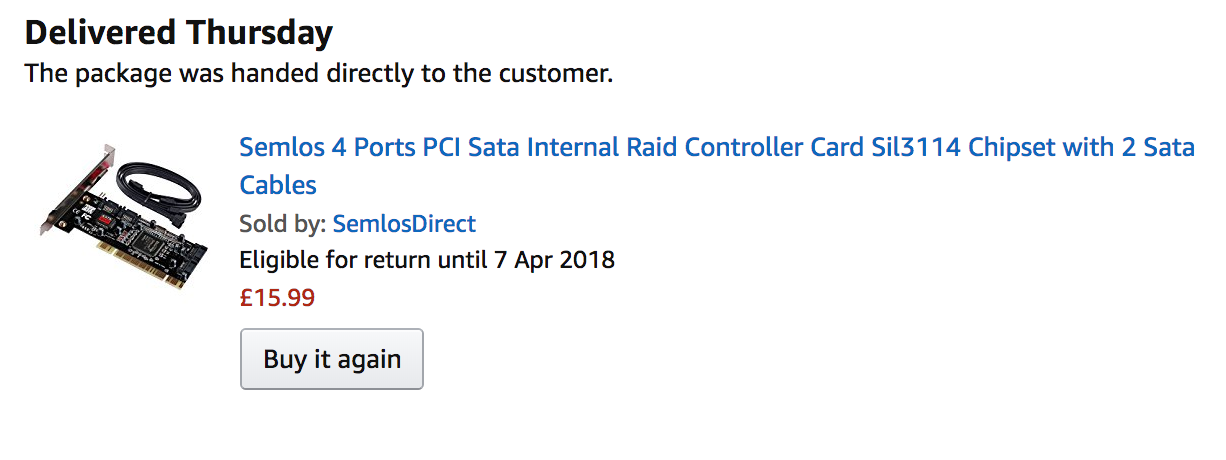 Delivered Thursday
The package was handed directly to the customer.
Semlos 4 Ports PCI Sata Internal Raid Controller Card Sil3114 Chipset with 2 Sata
Cables
Sold by: SemlosDirect
Eligible for return until 7 Apr 2018
£15.99
Buy it again